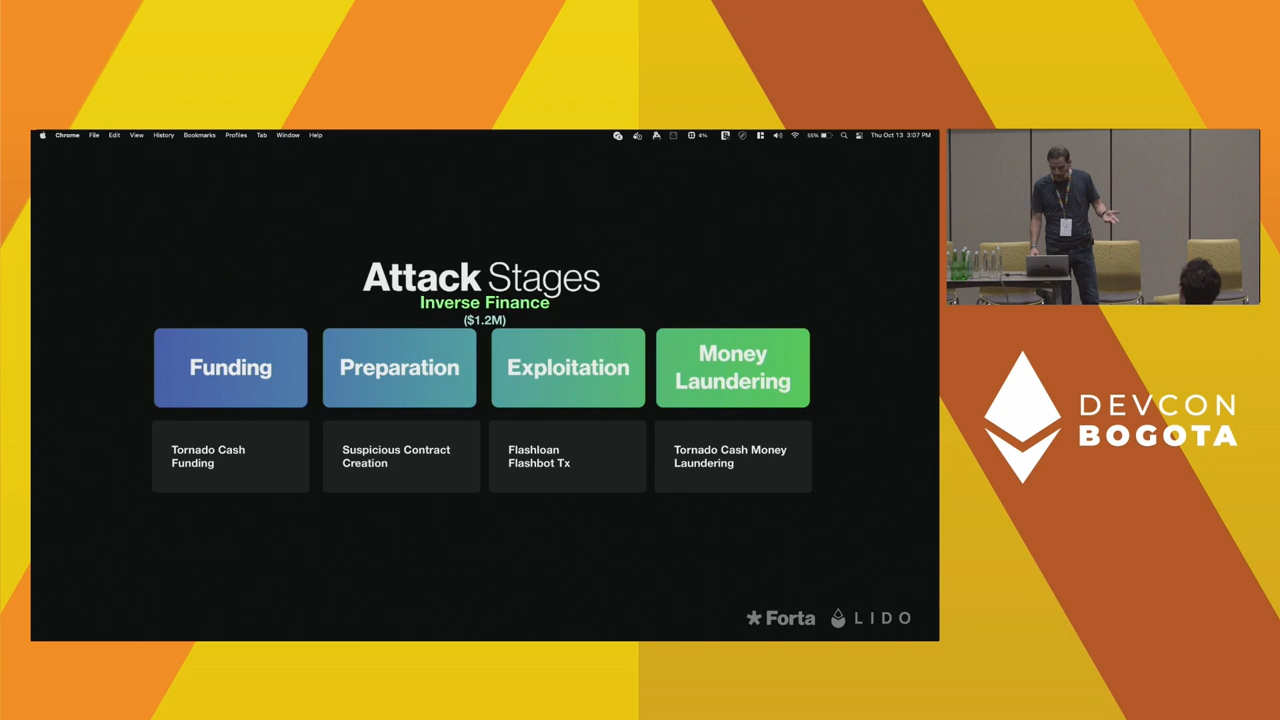 Chrome File Edit View History Bookmarks Profiles Tab Window Help
4% 55% Thu Oct 13 3:07 PM
Attack Stages
Inverse Finance
($1.2M)
Funding
Preparation
Exploitation
Money
Laundering
Tornado Cash
Funding
Suspicious Contract
Creation
Flashloan
Flashbot Tx
Tornado Cash Money
Laundering
Forta LIDO
DEVCON
BOGOTA